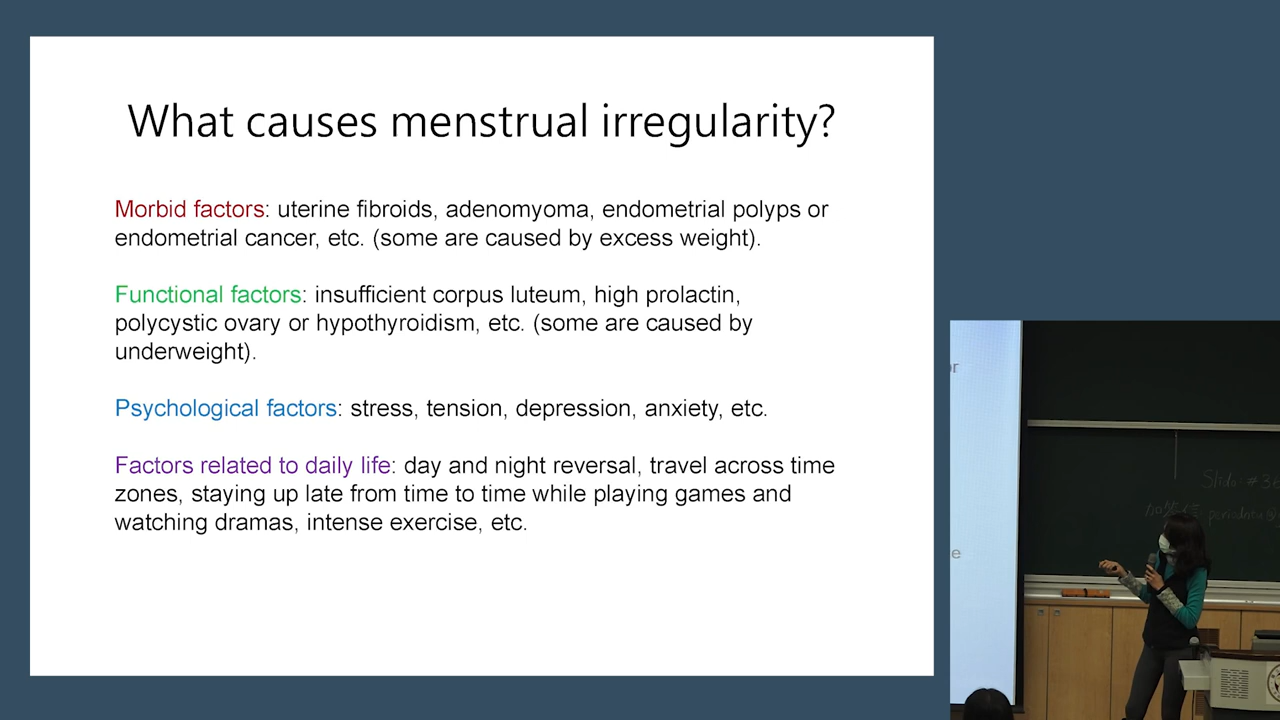 What causes menstrual irregularity?
Morbid factors: uterine fibroids, adenomyoma, endometrial polyps or
endometrial cancer, etc. (some are caused by excess weight).
Functional factors: insufficient corpus luteum, high prolactin,
polycystic ovary or hypothyroidism, etc. (some are caused by
underweight).
Psychological factors: stress, tension, depression, anxiety, etc.
Factors related to daily life: day and night reversal, travel across time
zones, staying up late from time to time while playing games and
watching dramas, intense exercise, etc.
or
e
Slido: #3